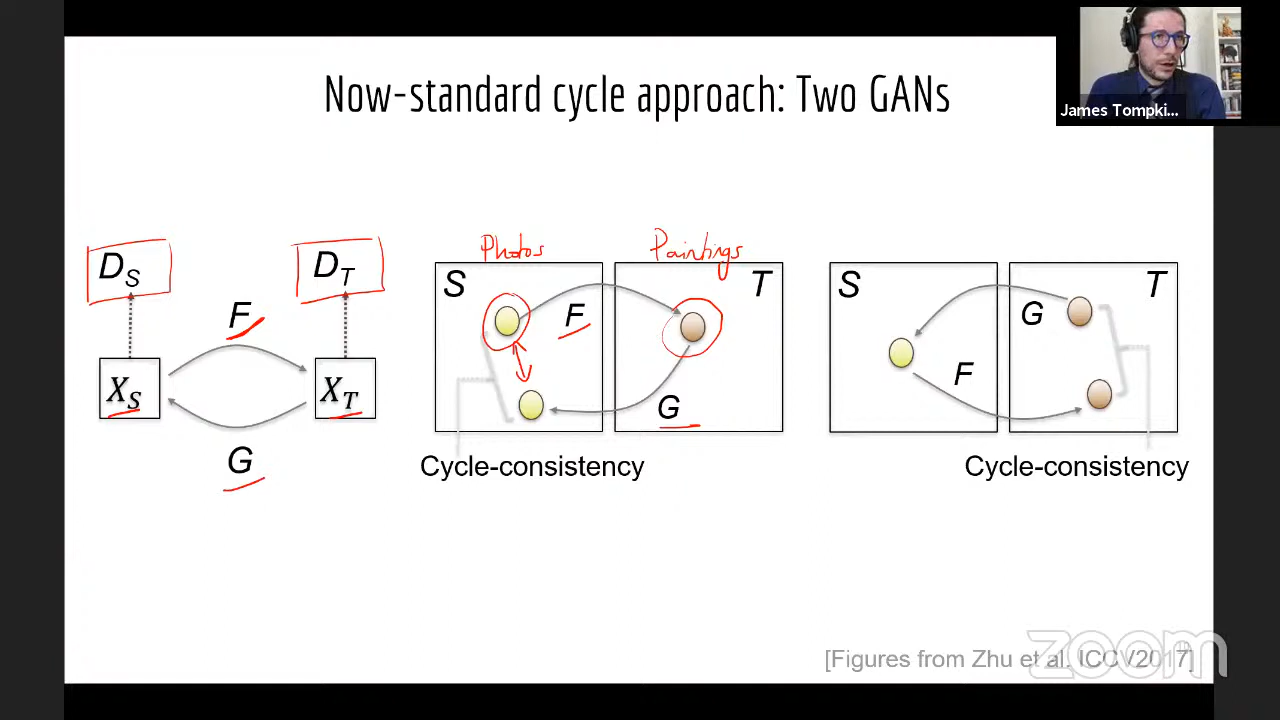 James Tompki...
Now-standard cycle approach: Two GANs
Photos
Paintings
D_S
D_T
F
X_S
X_T
G
S
T
F
G
Cycle-consistency
S
T
G
F
Cycle-consistency
[Figures from Zhu et al. ICCV2017]
zoom